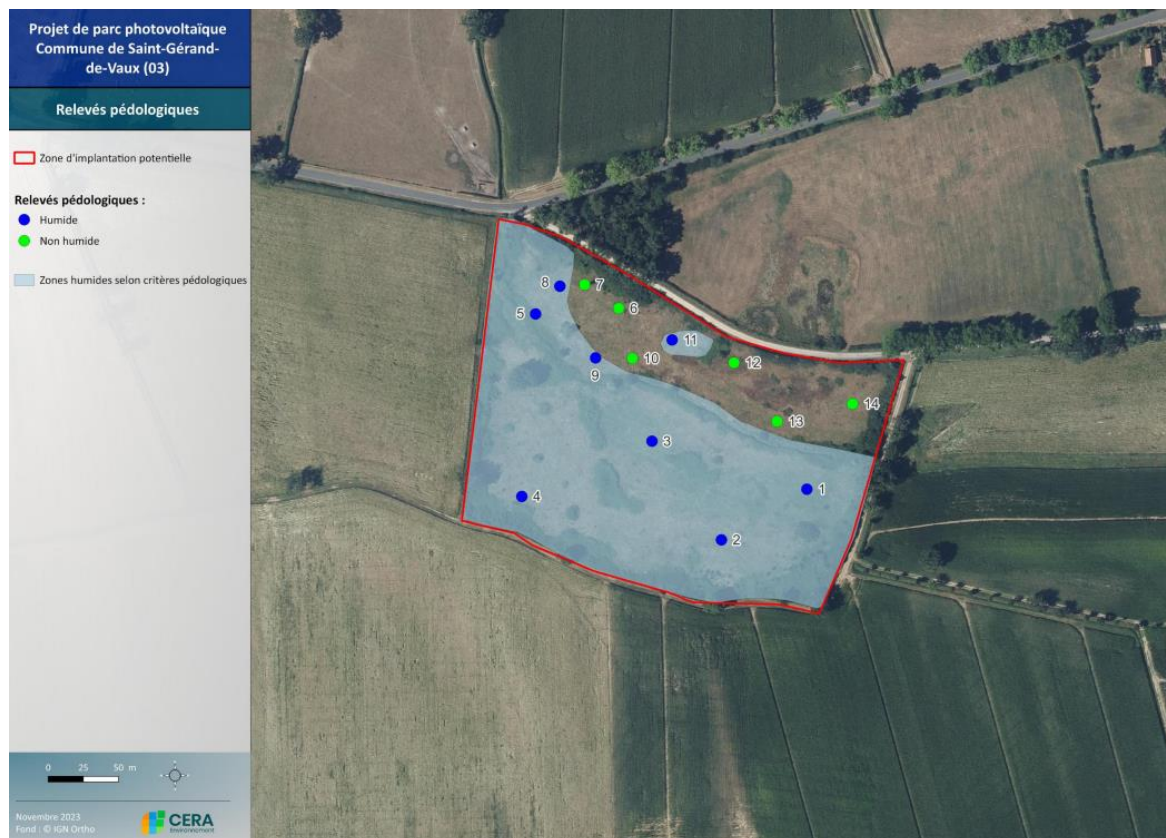 Projet de parc photovoltaïque
Commune de Saint-Gérand-
de-Vaux (03)
Relevés pédologiques
Zone d'implantation potentielle
Relevés pédologiques :
Humide
Non humide
Zones humides selon critères pédologiques
8
7
6
5
11
9
10
12
14
13
3
1
4
2
0 25 50 m
Novembre 2023
Fond : © IGN Ortho
CERA
Environnement